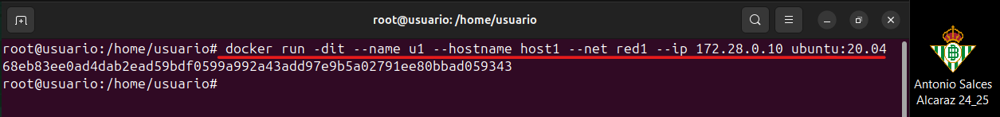 root@usuario: /home/usuario
root@usuario:/home/usuario# docker run -dit --name u1 --hostname host1 --net red1 --ip 172.28.0.10 ubuntu:20.04
68eb83ee0ad4dab2ead59bdf0599a992a43add97e9b5a02791ee80bbad059343
root@usuario:/home/usuario#
Antonio Salces
Alcaraz 24_25